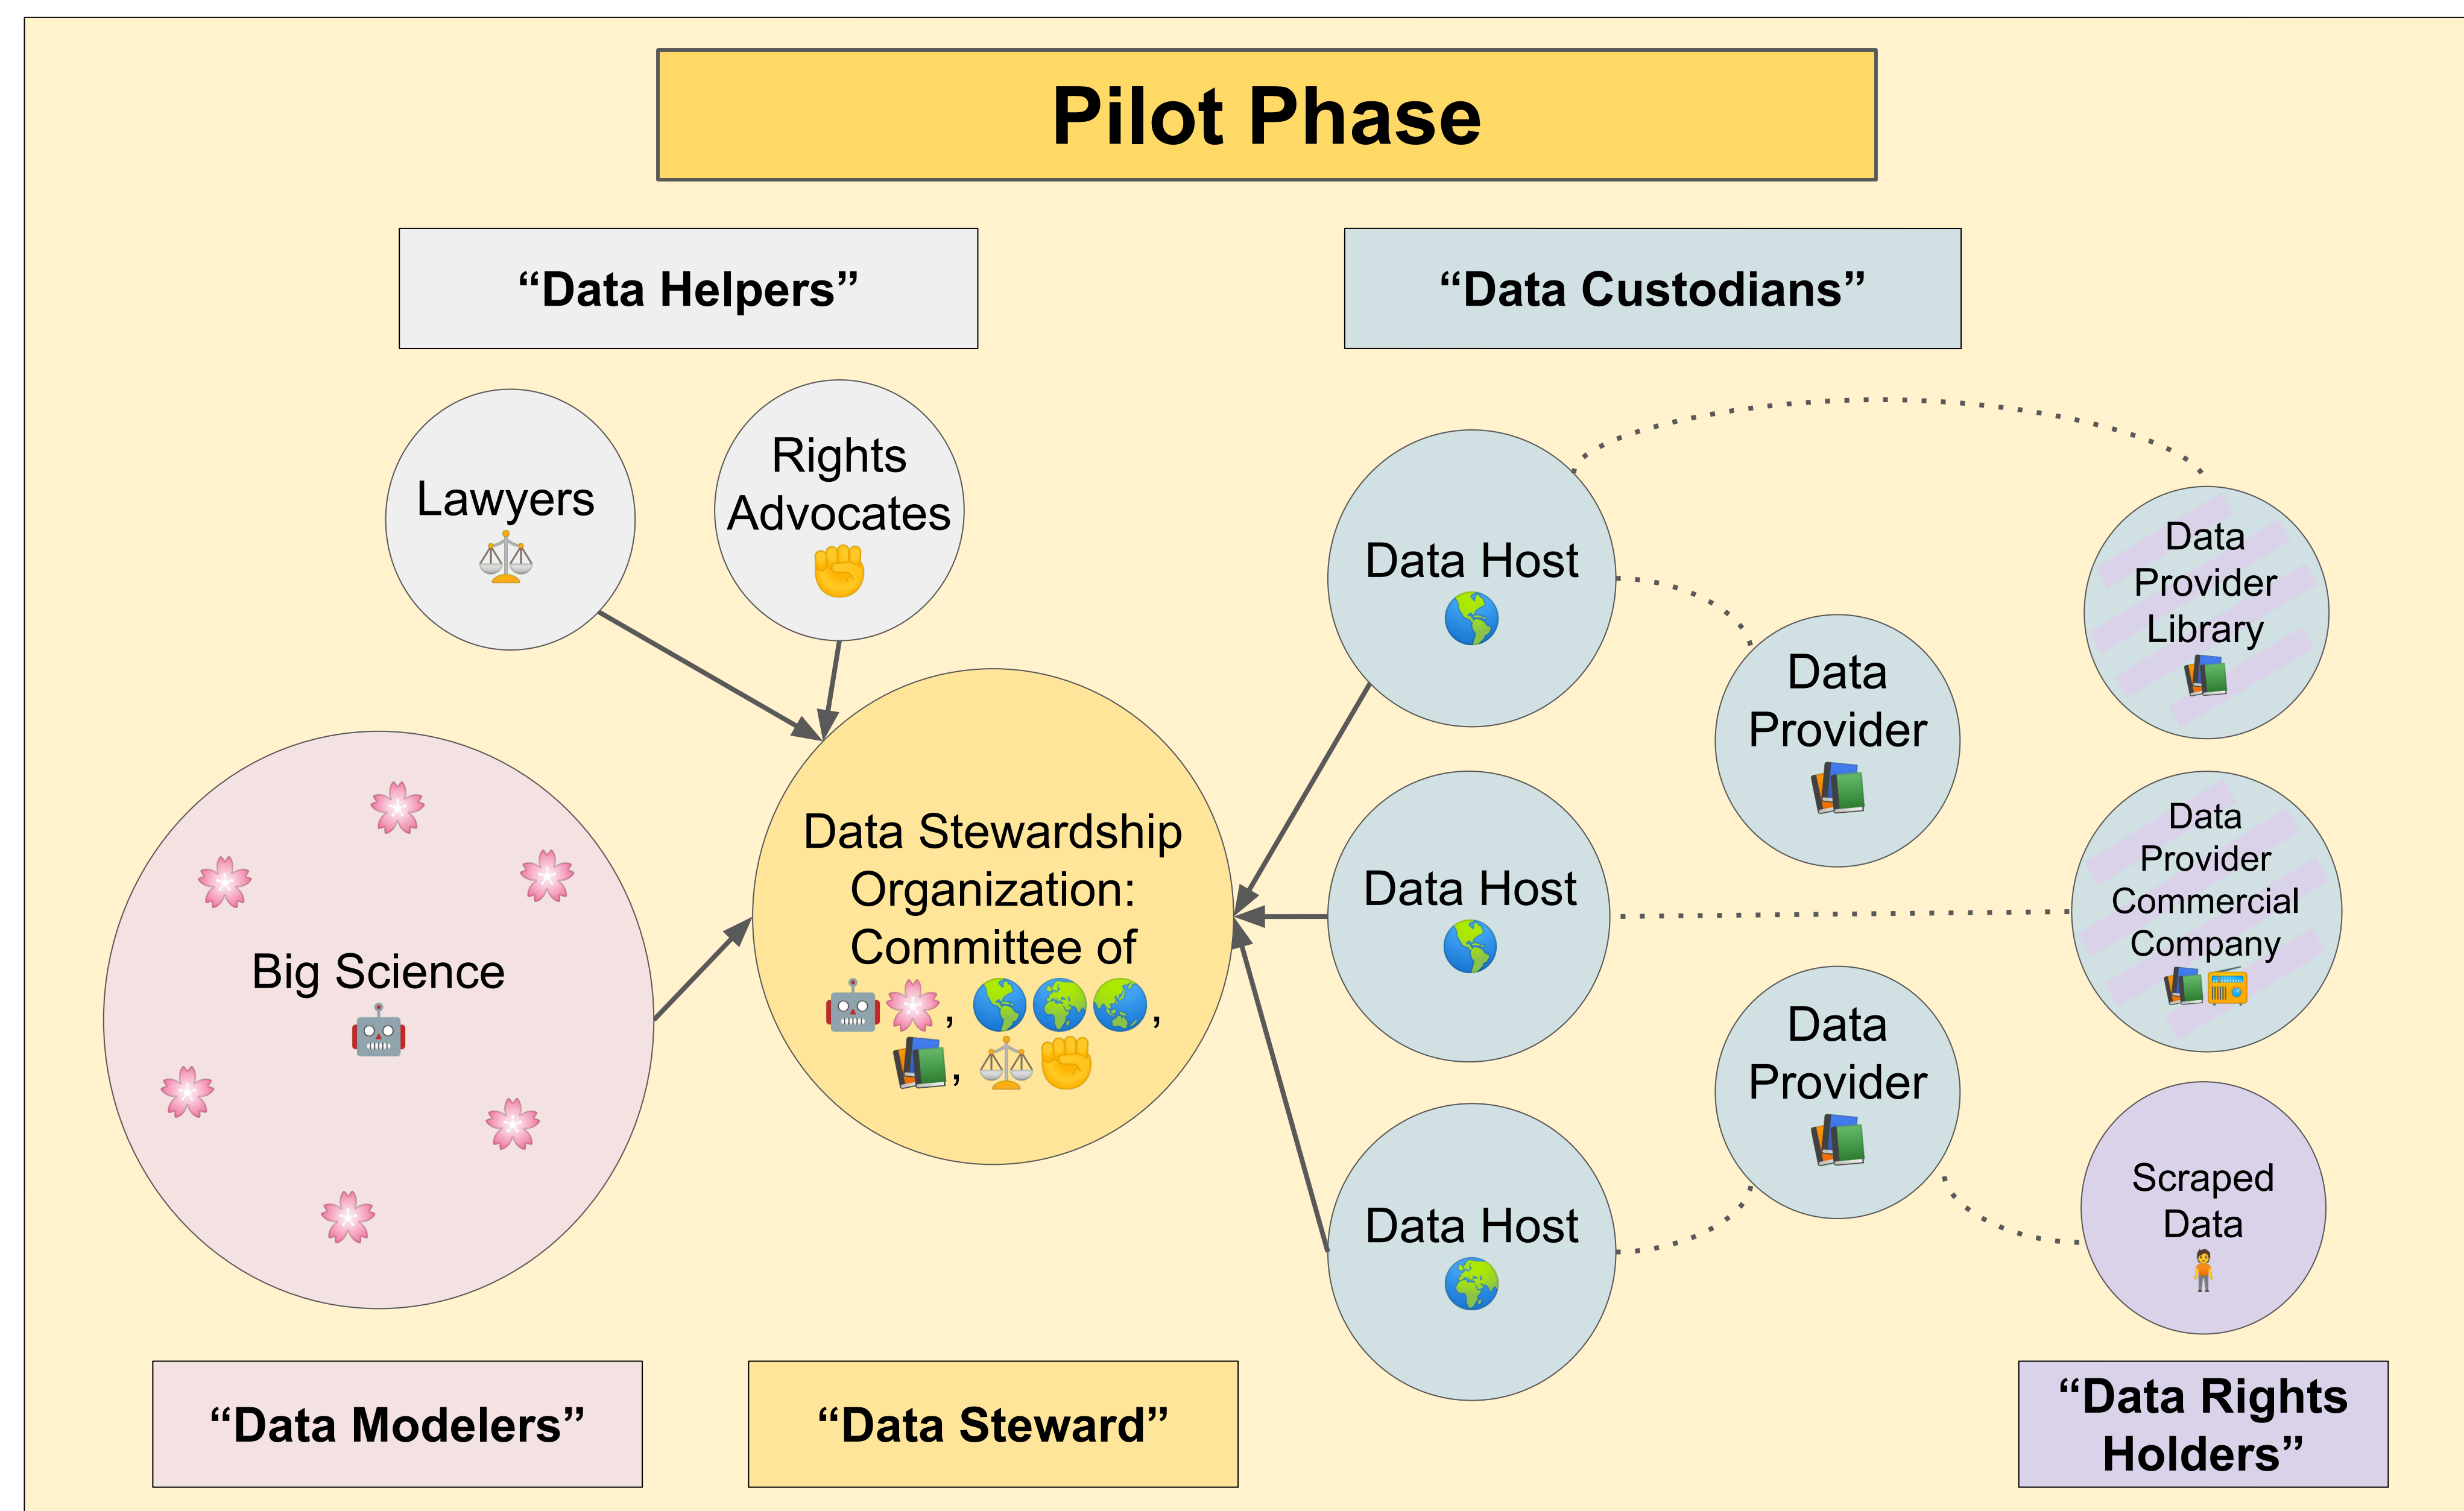 Pilot Phase
“Data Helpers”
“Data Custodians”
Lawyers
Rights
Advocates
Big Science
Data Stewardship
Organization:
Committee of
🤖🌸, 🌎🌍🌏,
📚, ⚖️✊
Data Host
Data Host
Data Host
Data
Provider
Data
Provider
Data
Provider
Library
Data
Provider
Commercial
Company
Scraped
Data
“Data Modelers”
“Data Steward”
“Data Rights
Holders”